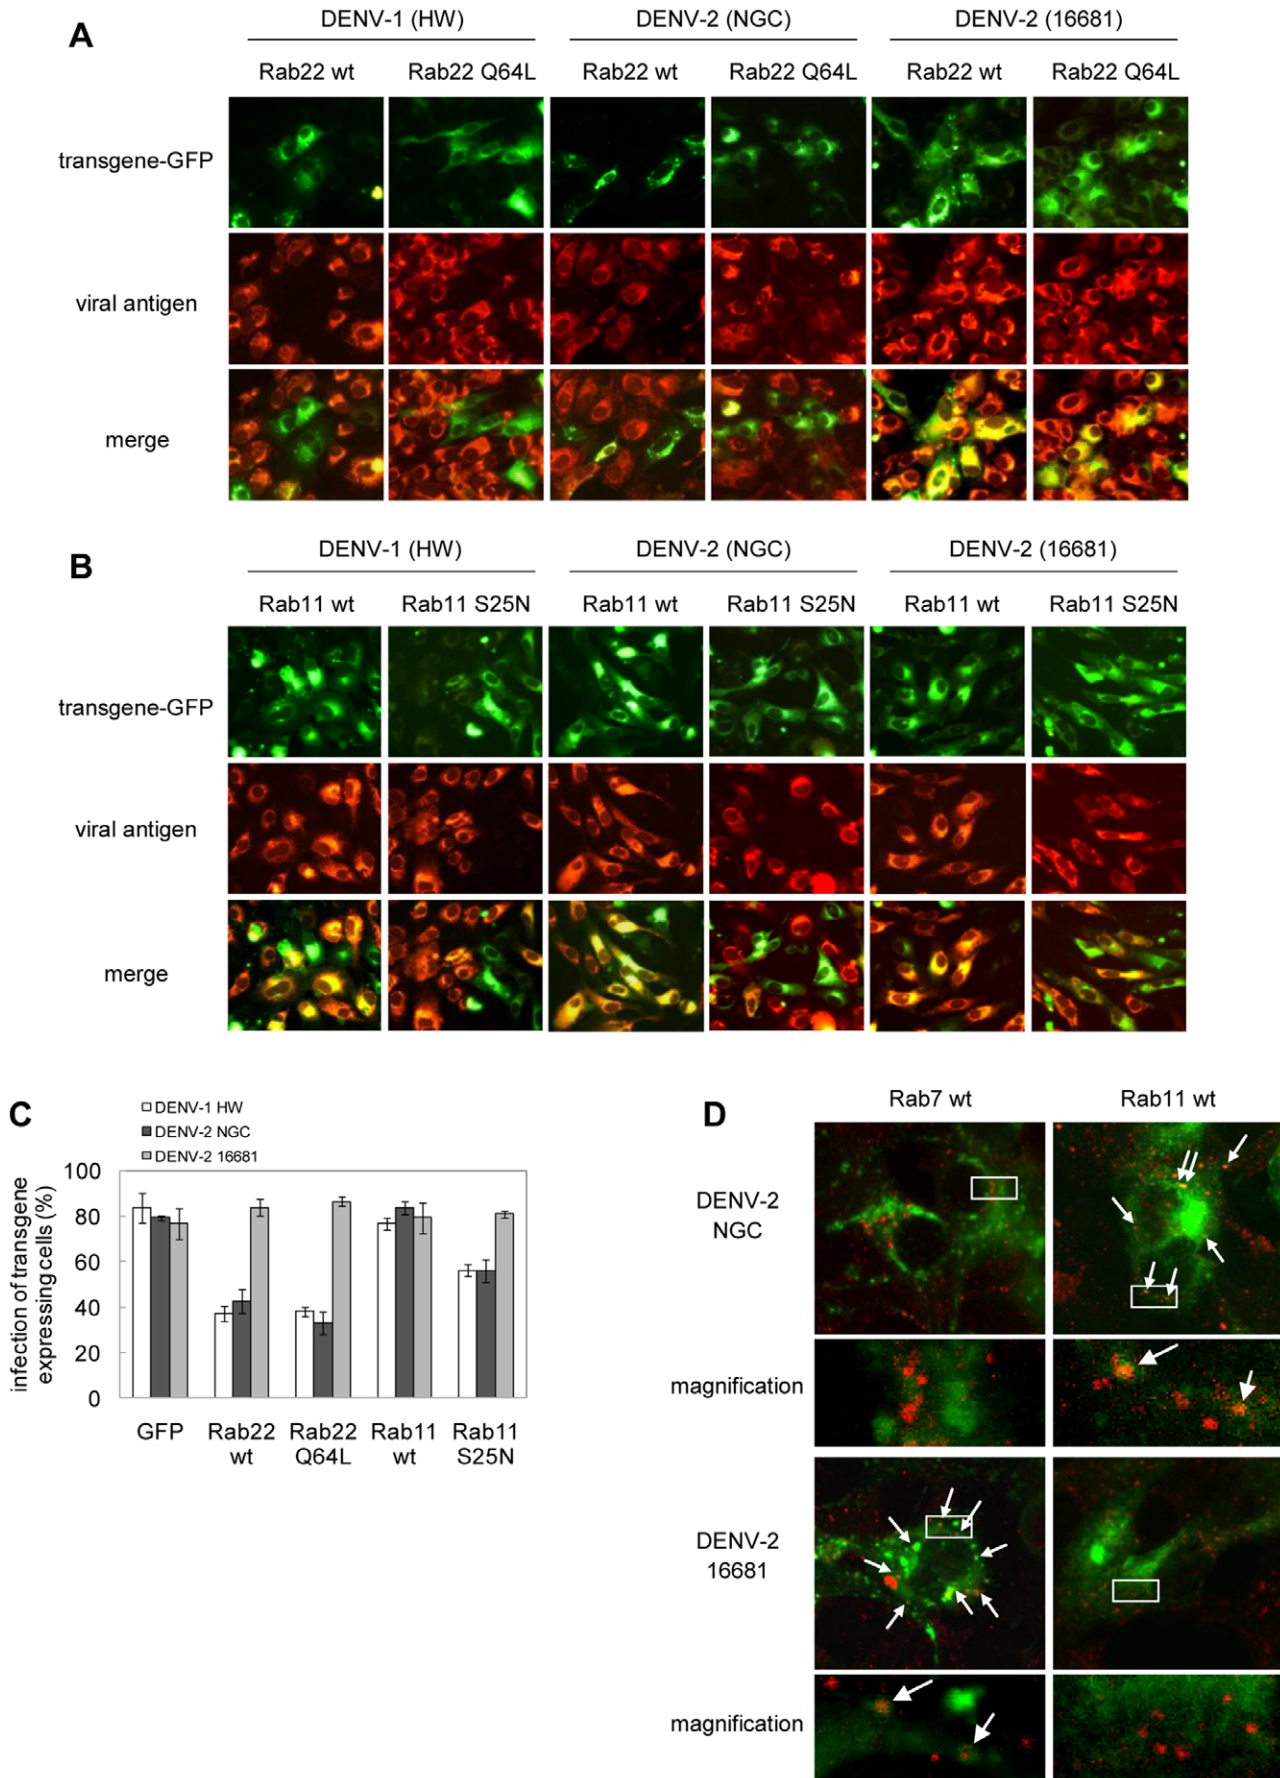 A
DENV-1 (HW) DENV-2 (NGC) DENV-2 (16681)
Rab22 wt Rab22 Q64L Rab22 wt Rab22 Q64L Rab22 wt Rab22 Q64L
transgene-GFP
viral antigen
merge
B
DENV-1 (HW) DENV-2 (NGC) DENV-2 (16681)
Rab11 wt Rab11 S25N Rab11 wt Rab11 S25N Rab11 wt Rab11 S25N
transgene-GFP
viral antigen
merge
C
DENV-1 HW
DENV-2 NGC
DENV-2 16681
infection of transgene
expressing cells (%)
100
80
60
40
20
0
GFP
Rab22
wt
Rab22
Q64L
Rab11
wt
Rab11
S25N
D
Rab7 wt Rab11 wt
DENV-2
NGC
magnification
DENV-2
16681
magnification